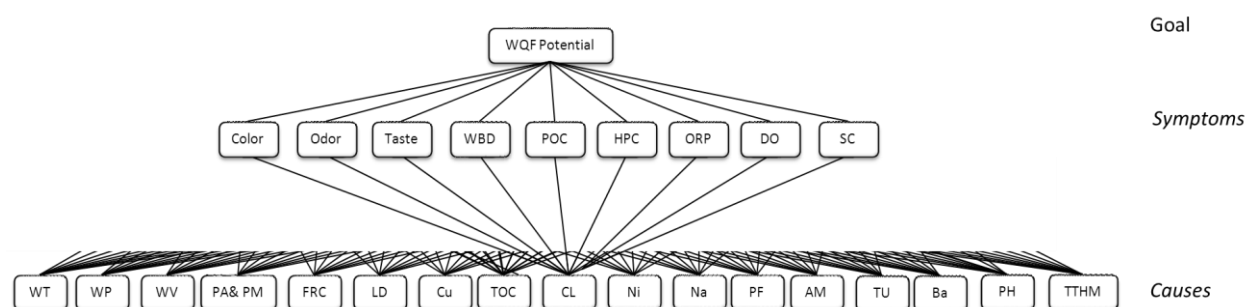 Goal
WQF Potential
Color Odor Taste WBD POC HPC ORP DO SC
Symptoms
WT WP WV PA& PM FRC LD Cu TOC CL Ni Na PF AM TU Ba PH TTHM
Causes